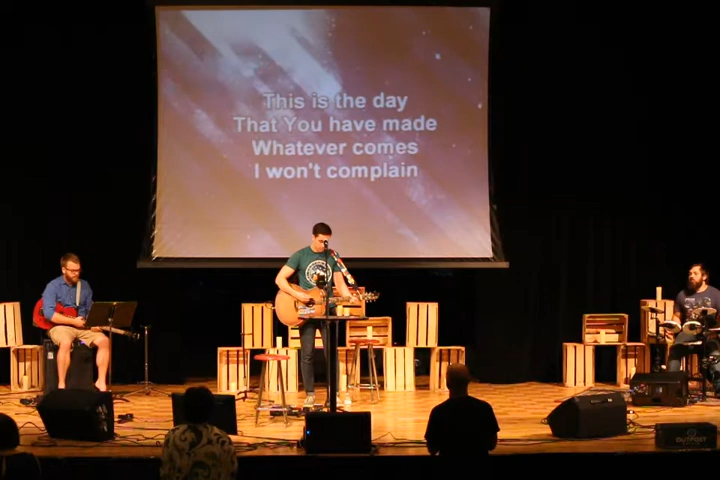 This is the day
That You have made
Whatever comes
I won't complain